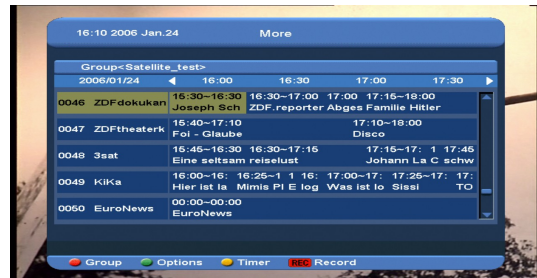 16:10 2006 Jan.24 More
Group<Satellite_test>
2006/01/24 16:00 16:30 17:00 17:30
0046 ZDFdokukan 15:30~16:30 16:30~17:00 17:00 17:15~18:00
Joseph Sch ZDF.reporter Abges Familie Hitler
0047 ZDFtheaterk 15:40~17:10 17:10~18:00
Foi - Glaube Disco
0048 3sat 15:45~16:30 16:30~17:15 17:15~17: 1 17:45
Eine seltsam reiselust Johann La C schw
0049 KiKa 16:00~16: 16:25~1 1 16: 17:00~17: 17:25~17: 17:
Hier ist la Mimis Pl E log Was ist lo Sissi TO
0050 EuroNews 00:00~00:00
EuroNews
Group Options Timer REC Record